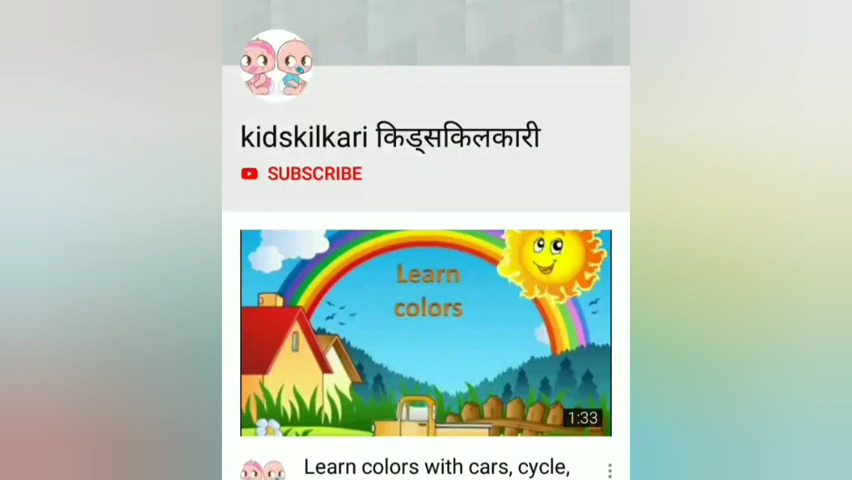 kidskilkari किड्सकिलकारी
SUBSCRIBE
Learn
colors
1:33
Learn colors with cars, cycle,